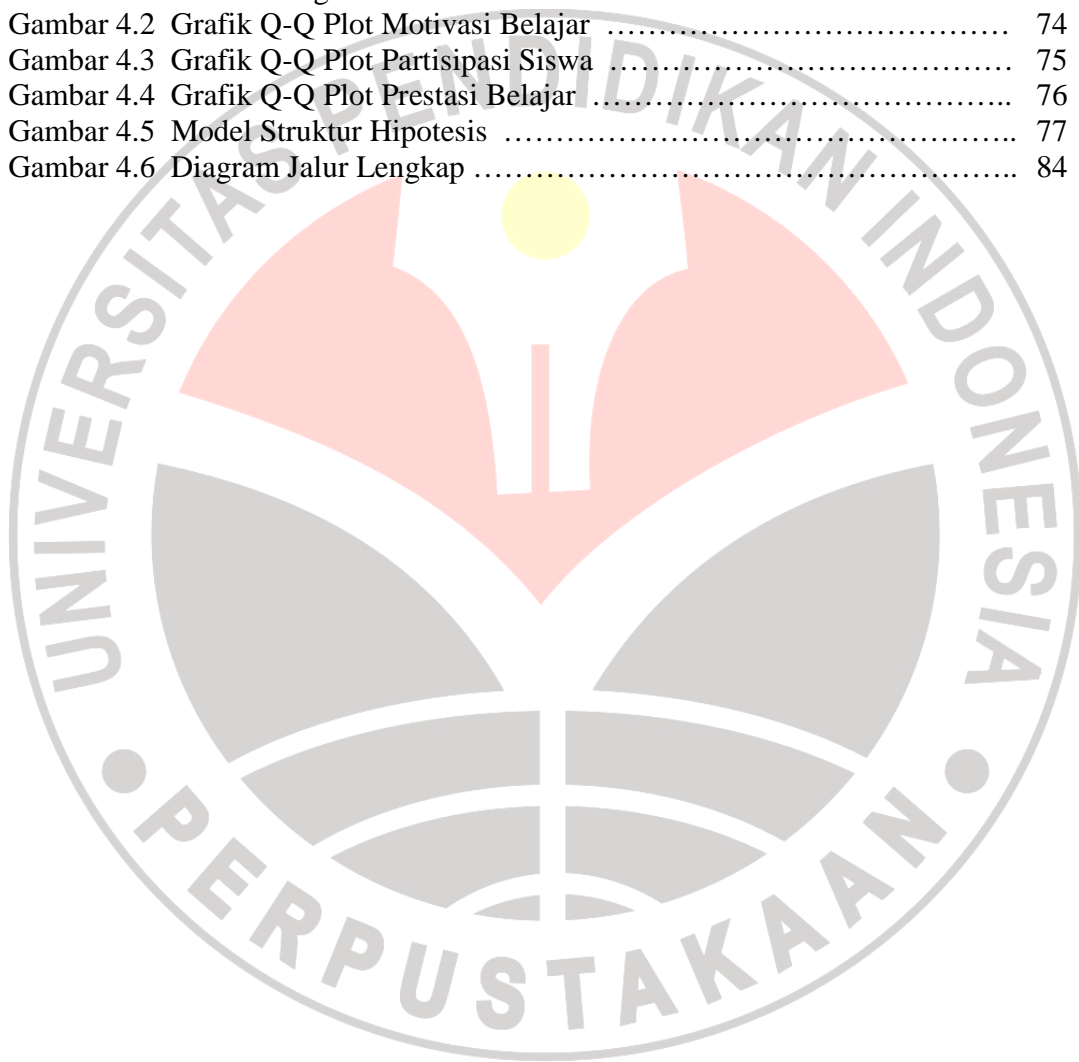 Gambar 4.2 Grafik Q-Q Plot Motivasi Belajar ………………………………… 74
Gambar 4.3 Grafik Q-Q Plot Partisipasi Siswa ………………………………… 75
Gambar 4.4 Grafik Q-Q Plot Prestasi Belajar ………………………………….. 76
Gambar 4.5 Model Struktur Hipotesis ………………………………………….. 77
Gambar 4.6 Diagram Jalur Lengkap …………………………………………….. 84
UNIVERSITAS PENDIDIKAN INDONESIA
PERPUSTAKAAN